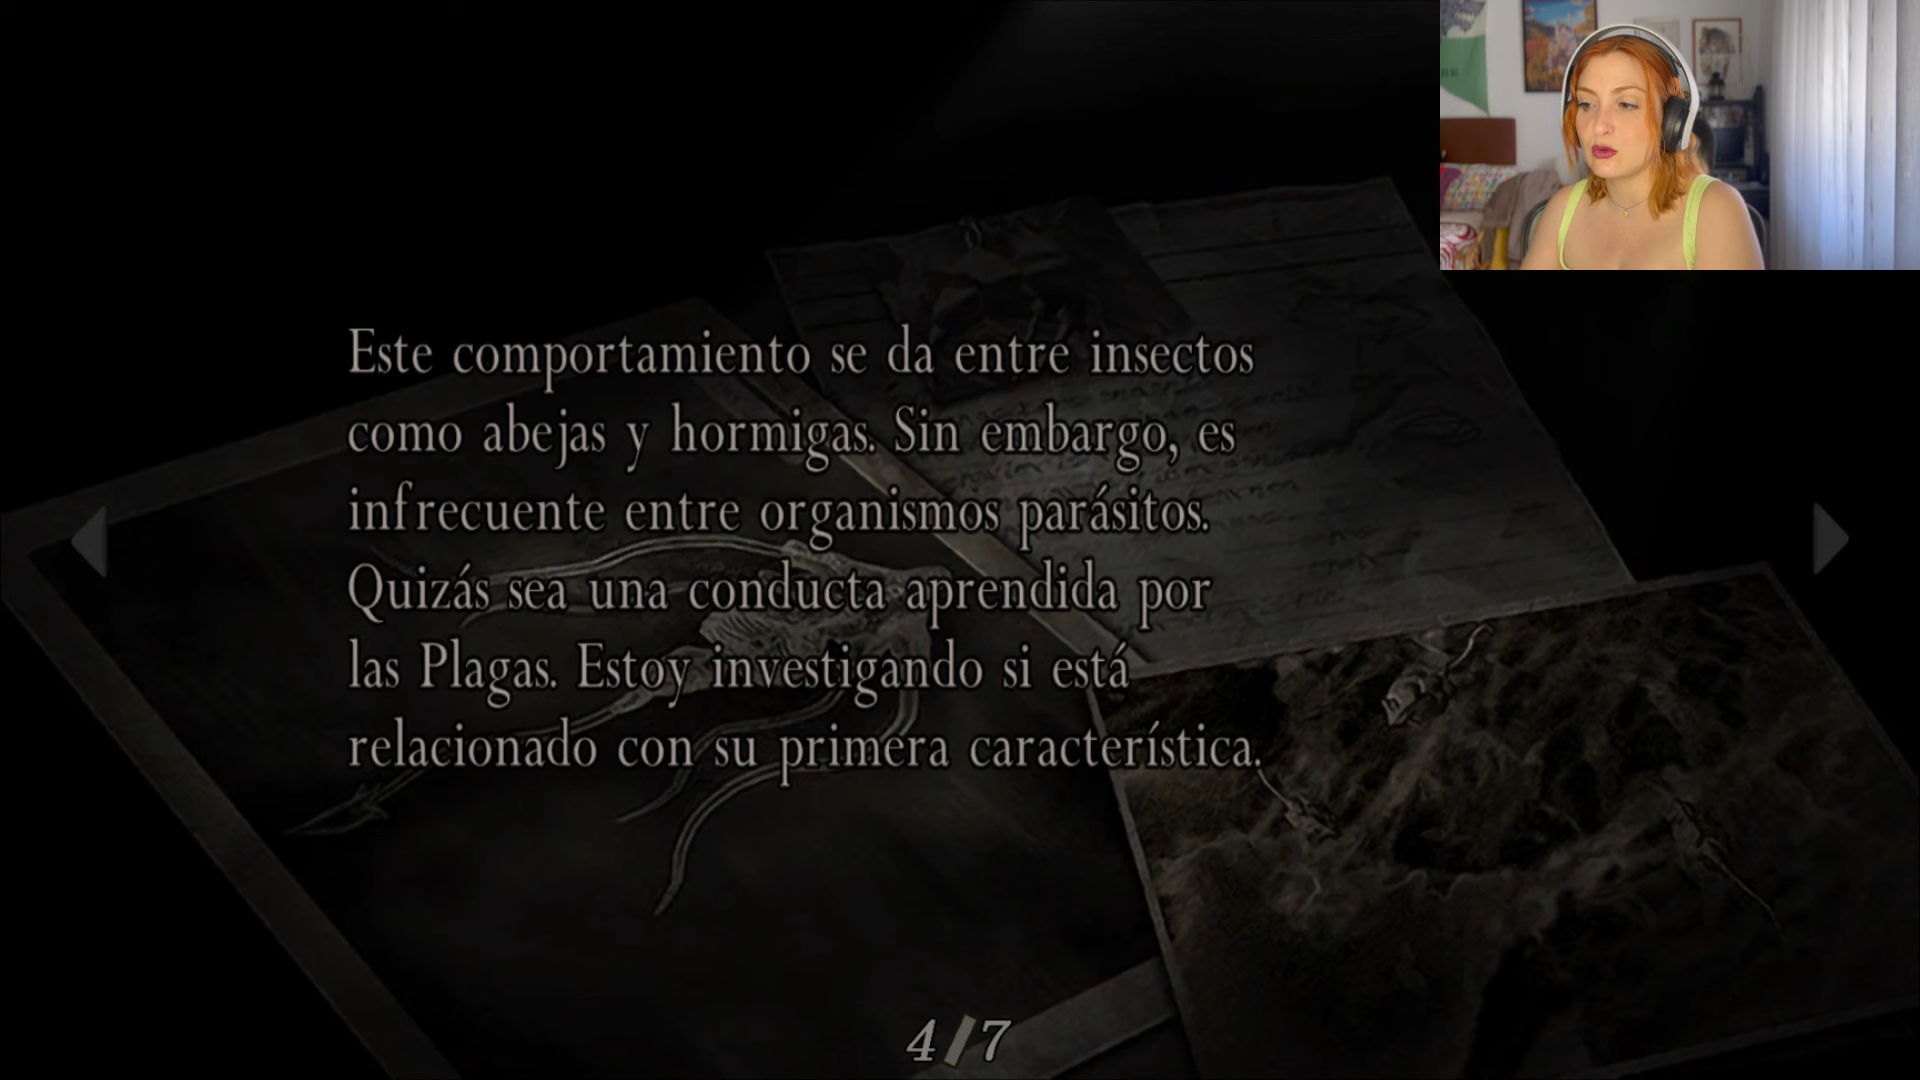 Este comportamiento se da entre insectos
como abejas y hormigas. Sin embargo, es
infrecuente entre organismos parásitos.
Quizás sea una conducta aprendida por
las Plagas. Estoy investigando si está
relacionado con su primera característica.
4/7